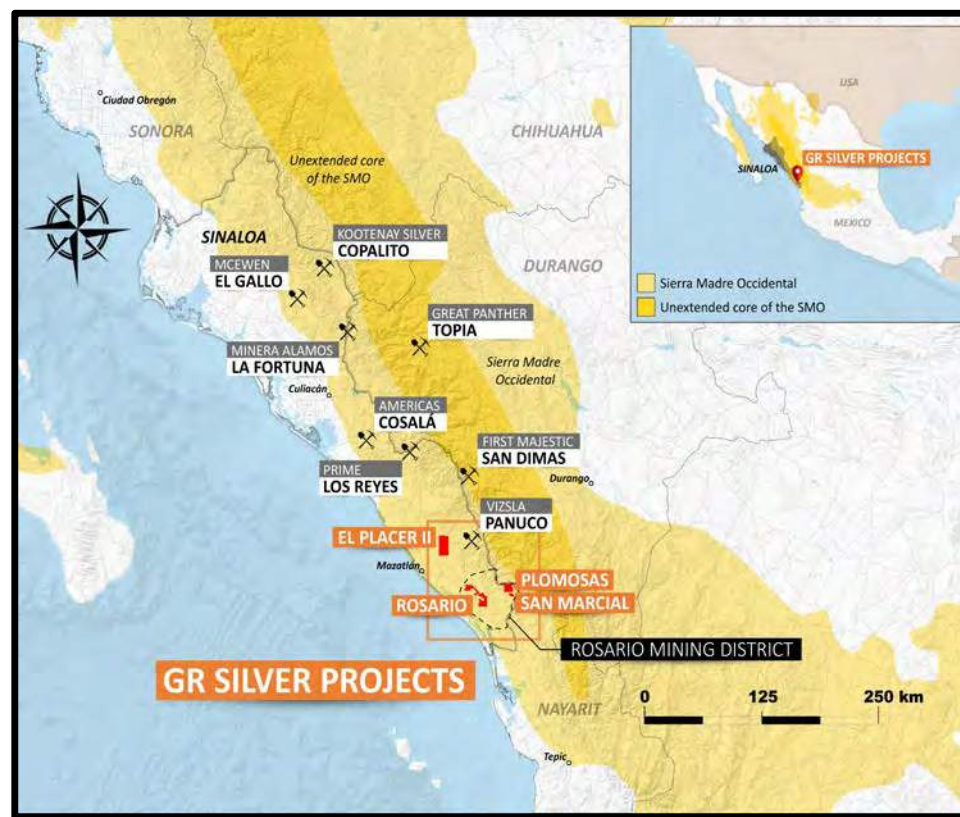 Ciudad Obregón
SONORA
CHIHUAHUA
Unextended core
of the SMO
USA
SINALOA
GR SILVER PROJECTS
MEXICO
Sierra Madre Occidental
Unextended core of the SMO
SINALOA
KOOTENAY SILVER
COPALITO
DURANGO
MCEWEN
EL GALLO
GREAT PANTHER
TOPIA
MINERA ALAMOS
LA FORTUNA
Sierra Madre
Occidental
Culiacán
AMERICAS
COSALÁ
FIRST MAJESTIC
SAN DIMAS
PRIME
LOS REYES
Durango
VIZSLA
PANUCO
EL PLACER II
Mazatlán
PLOMOSAS
ROSARIO
SAN MARCIAL
ROSARIO MINING DISTRICT
GR SILVER PROJECTS
0 125 250 km
NAYARIT
Tepic